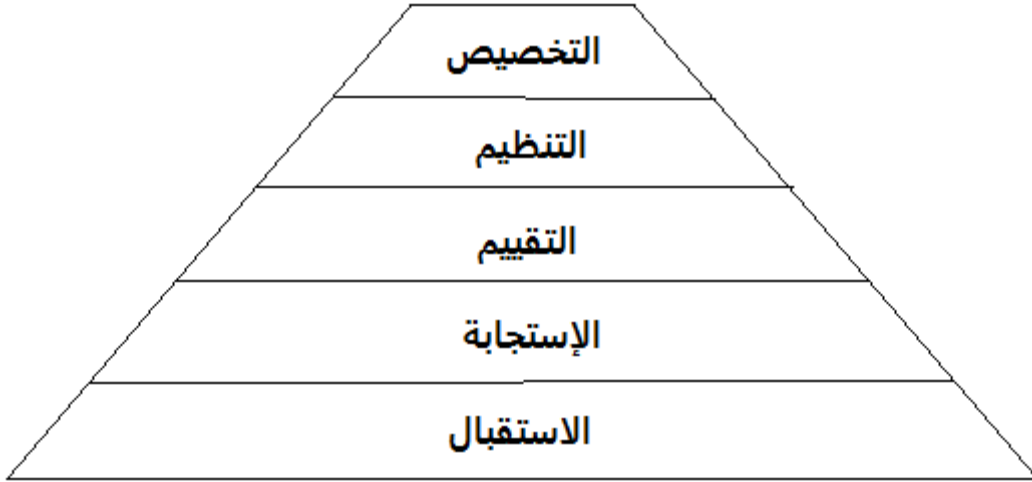 التخصيص
التنظيم
التقييم
الإستجابة
الاستقبال